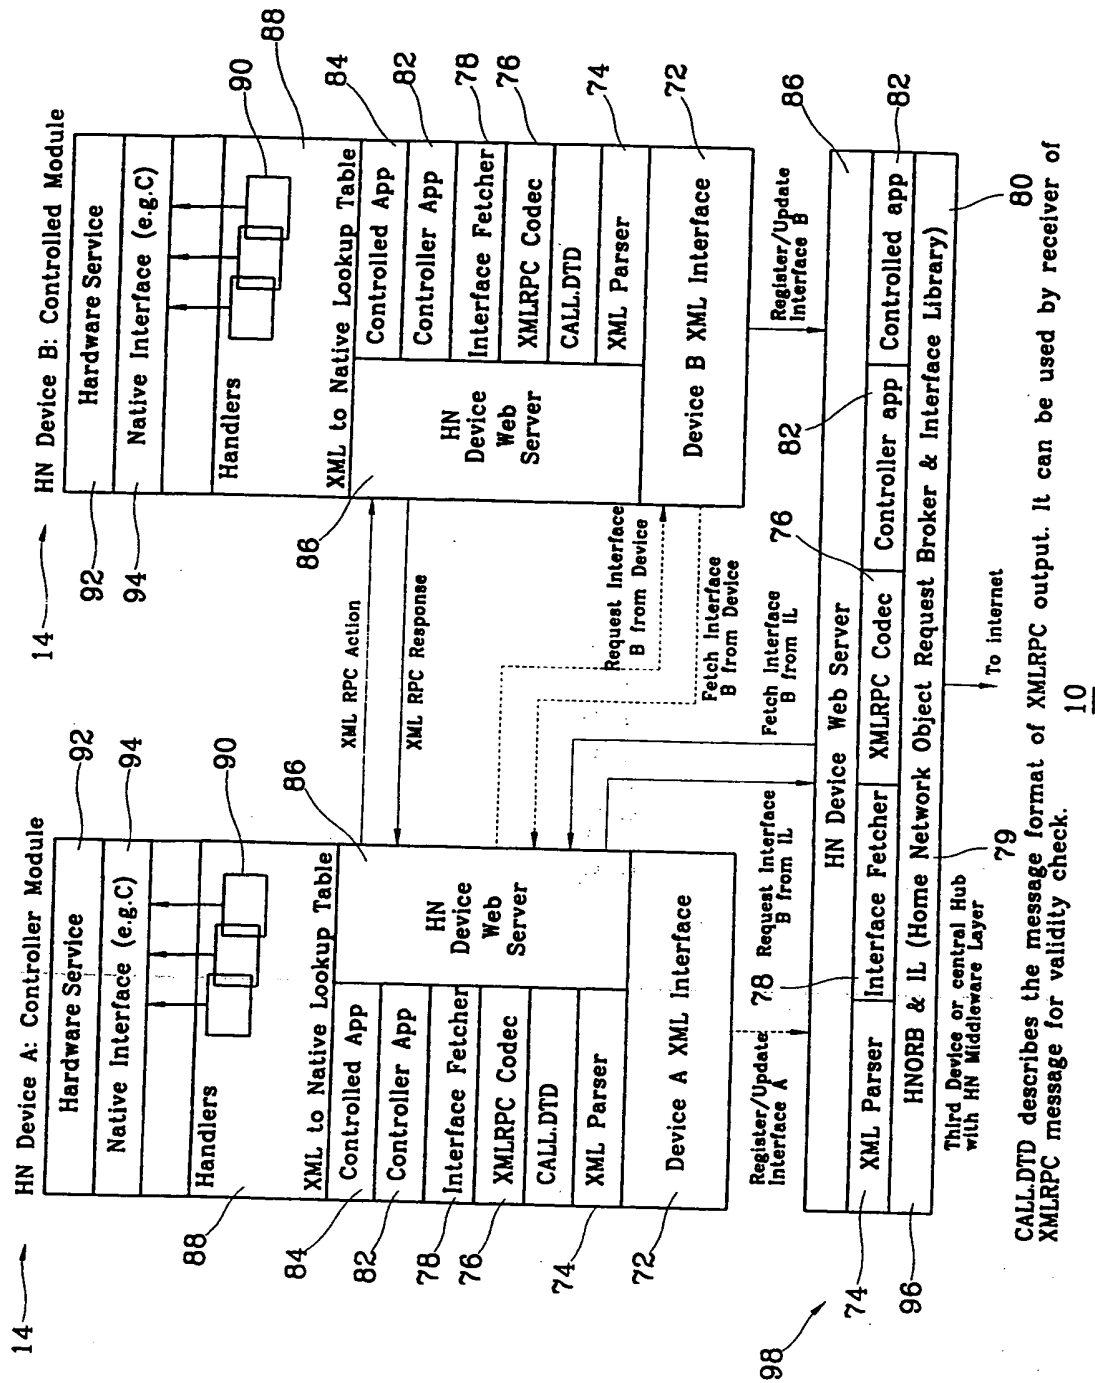 14
HN Device A: Controller Module
Hardware Service
92
Native Interface (e.g.C)
94
Handlers
90
88
XML to Native Lookup Table
86
84
Controlled App
82
Controller App
78
Interface Fetcher
76
XMLRPC Codec
CALL.DTD
74
XML Parser
HN
Device
Web
Server
72
Device A XML Interface
14
HN Device B: Controlled Module
92
Hardware Service
94
Native Interface (e.g.C)
Handlers
90
88
XML to Native Lookup Table
86
HN
Device
Web
Server
Controlled App
84
Controller App
82
Interface Fetcher
78
XMLRPC Codec
76
CALL.DTD
XML Parser
74
Device B XML Interface
72
XML RPC Action
XML RPC Response
Request Interface
B from Device
Fetch Interface
B from Device
Fetch Interface
B from IL
Request Interface
B from IL
Register/Update
Interface A
Register/Update
Interface B
98
HN Device Web Server
86
74
XML Parser
78
Interface Fetcher
XMLRPC Codec
76
Controller app
82
Controlled app
82
96
HNORB & IL (Home Network Object Request Broker & Interface Library)
79
80
Third Device or central Hub
with HN Middleware Layer
To internet
CALL.DTD describes the message format of XMLRPC output. It can be used by receiver of
XMLRPC message for validity check.
10